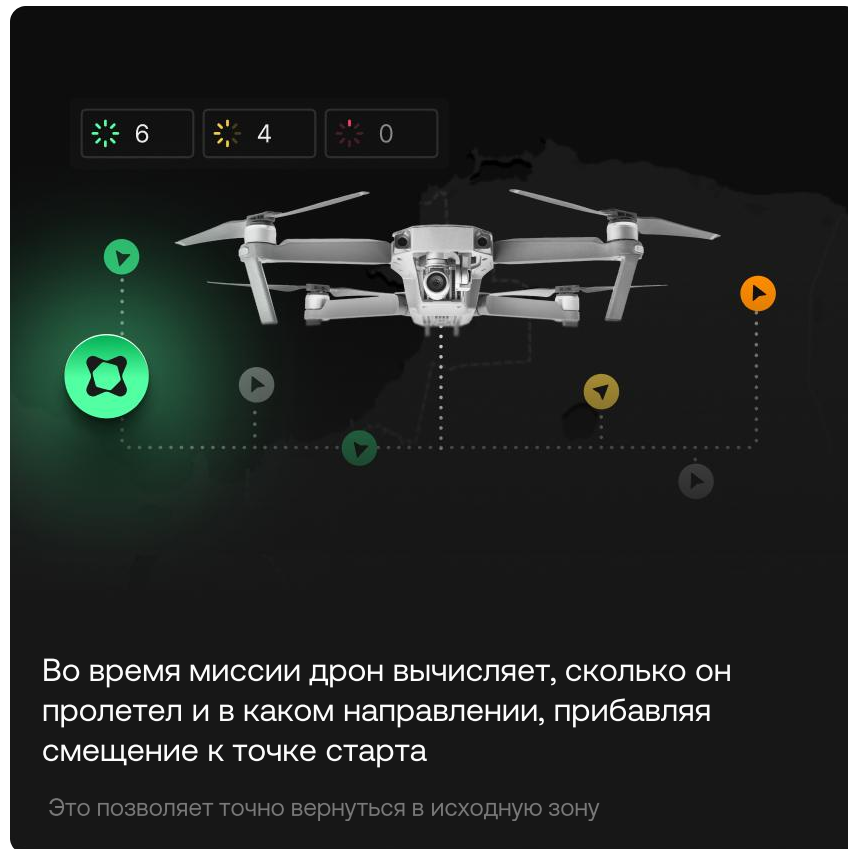 6 4 0
Во время миссии дрон вычисляет, сколько он
пролетел и в каком направлении, прибавляя
смещение к точке старта
Это позволяет точно вернуться в исходную зону